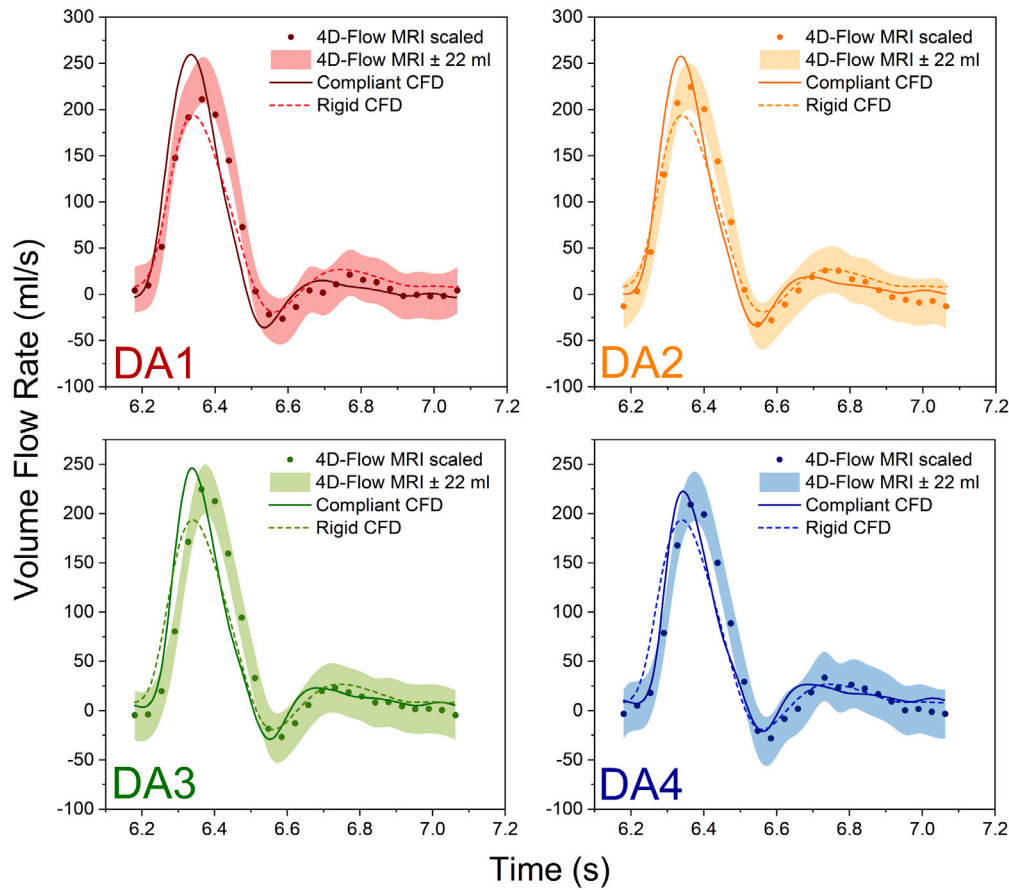 Volume Flow Rate (ml/s)
300
250
200
150
100
50
0
-50
-100
4D-Flow MRI scaled
4D-Flow MRI ± 22 ml
Compliant CFD
Rigid CFD
DA1
6.2
6.4
6.6
6.8
7.0
7.2
300
250
200
150
100
50
0
-50
-100
4D-Flow MRI scaled
4D-Flow MRI ± 22 ml
Compliant CFD
Rigid CFD
DA2
6.2
6.4
6.6
6.8
7.0
7.2
250
200
150
100
50
0
-50
-100
4D-Flow MRI scaled
4D-Flow MRI ± 22 ml
Compliant CFD
Rigid CFD
DA3
6.2
6.4
6.6
6.8
7.0
7.2
250
200
150
100
50
0
-50
-100
4D-Flow MRI scaled
4D-Flow MRI ± 22 ml
Compliant CFD
Rigid CFD
DA4
6.2
6.4
6.6
6.8
7.0
7.2
Time (s)